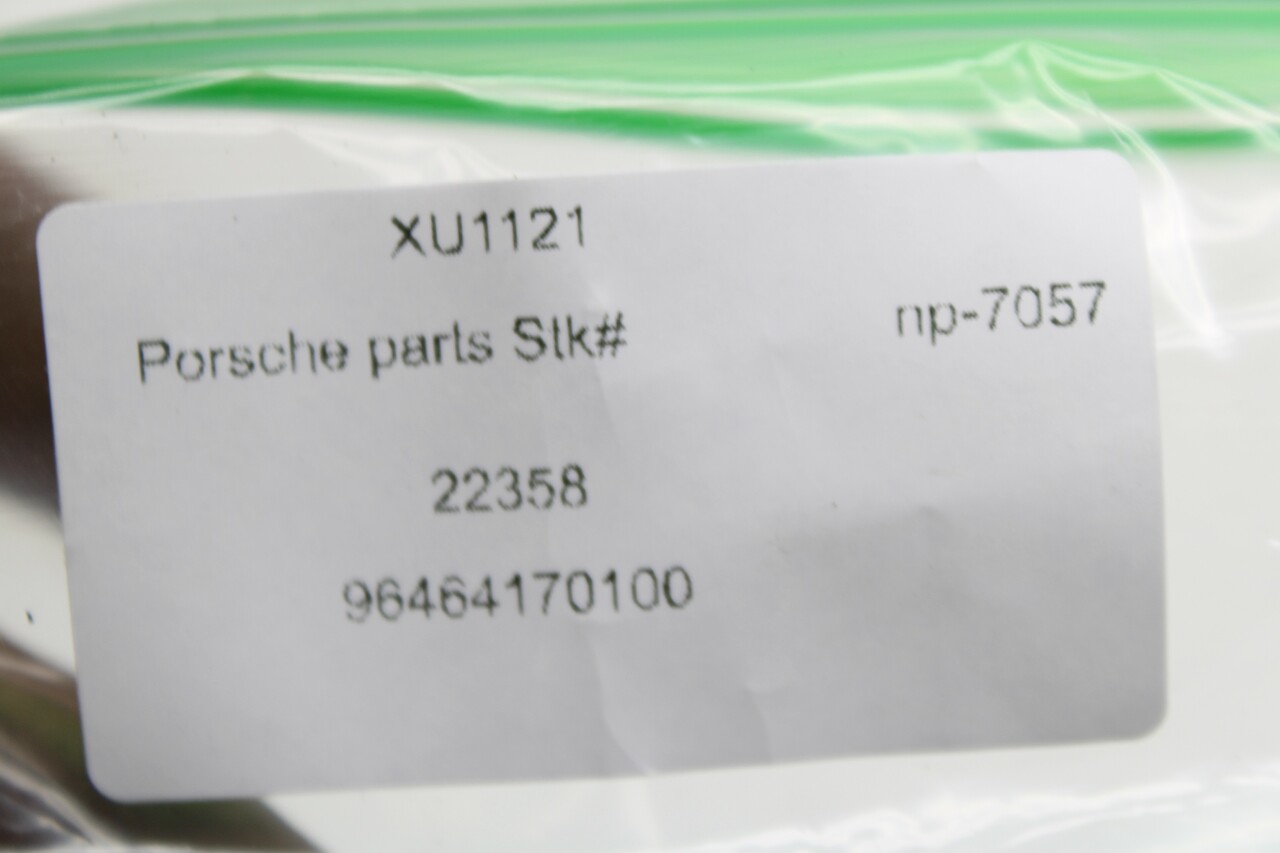 XU1121
Porsche parts Stk# np-7057
22358
96464170100